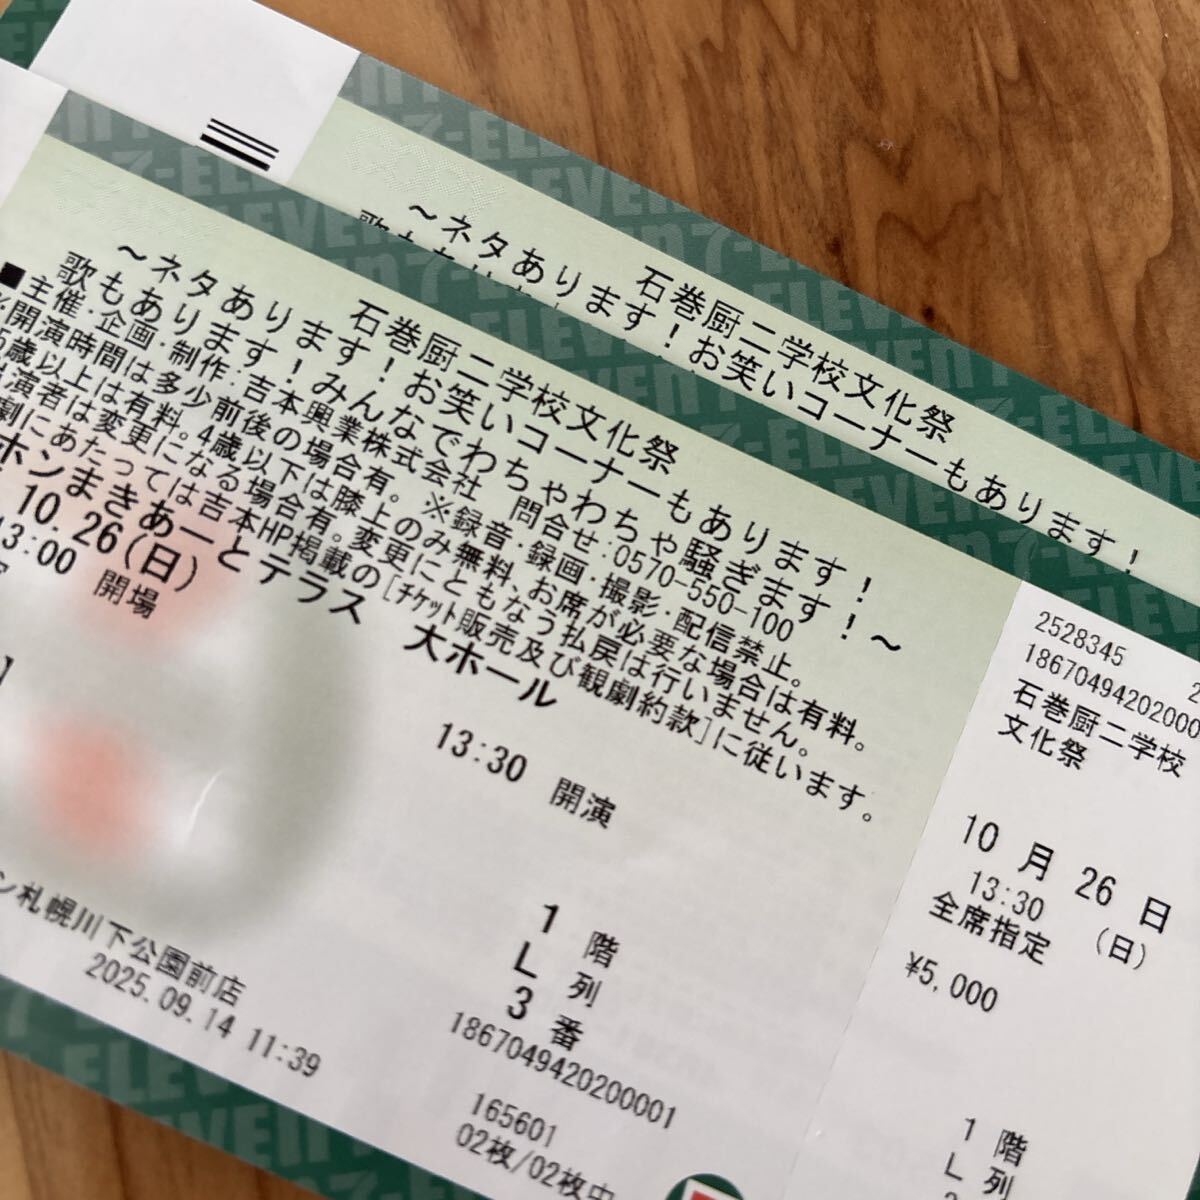 石巻厨二学校文化祭
～ネタあります！お笑いコーナーもあります！
石巻厨二学校文化祭
～ネタあります！お笑いコーナーもあります！
歌もあります！みんなでわちゃわちゃ騒ぎます！～
■主催・企画・制作:吉本興業株式会社 問合せ:0570-550-100
※開演時間は多少前後の場合有。※録音・録画・撮影・配信禁止。
5歳以上は有料。4歳以下は膝上のみ無料、お席が必要な場合は有料。
演者は変更になる場合有。変更にともなう払戻は行いません。
劇にあたっては吉本HP掲載の[チケット販売及び観劇約款]に従います。
ホンまきあーとテラス 大ホール
10.26(日)
13:00 開場 13:30 開演
1 階
L 列
3 番
ン札幌川下公園前店
2025.09.14 11:39
18670494202000​01
165601
02枚/02枚中
2528345
2
186704942020000
石巻厨二学校
文化祭
10 月 26 日
13:30 (日)
全席指定
¥5,000
1 階
L 列
7-ELEVEn